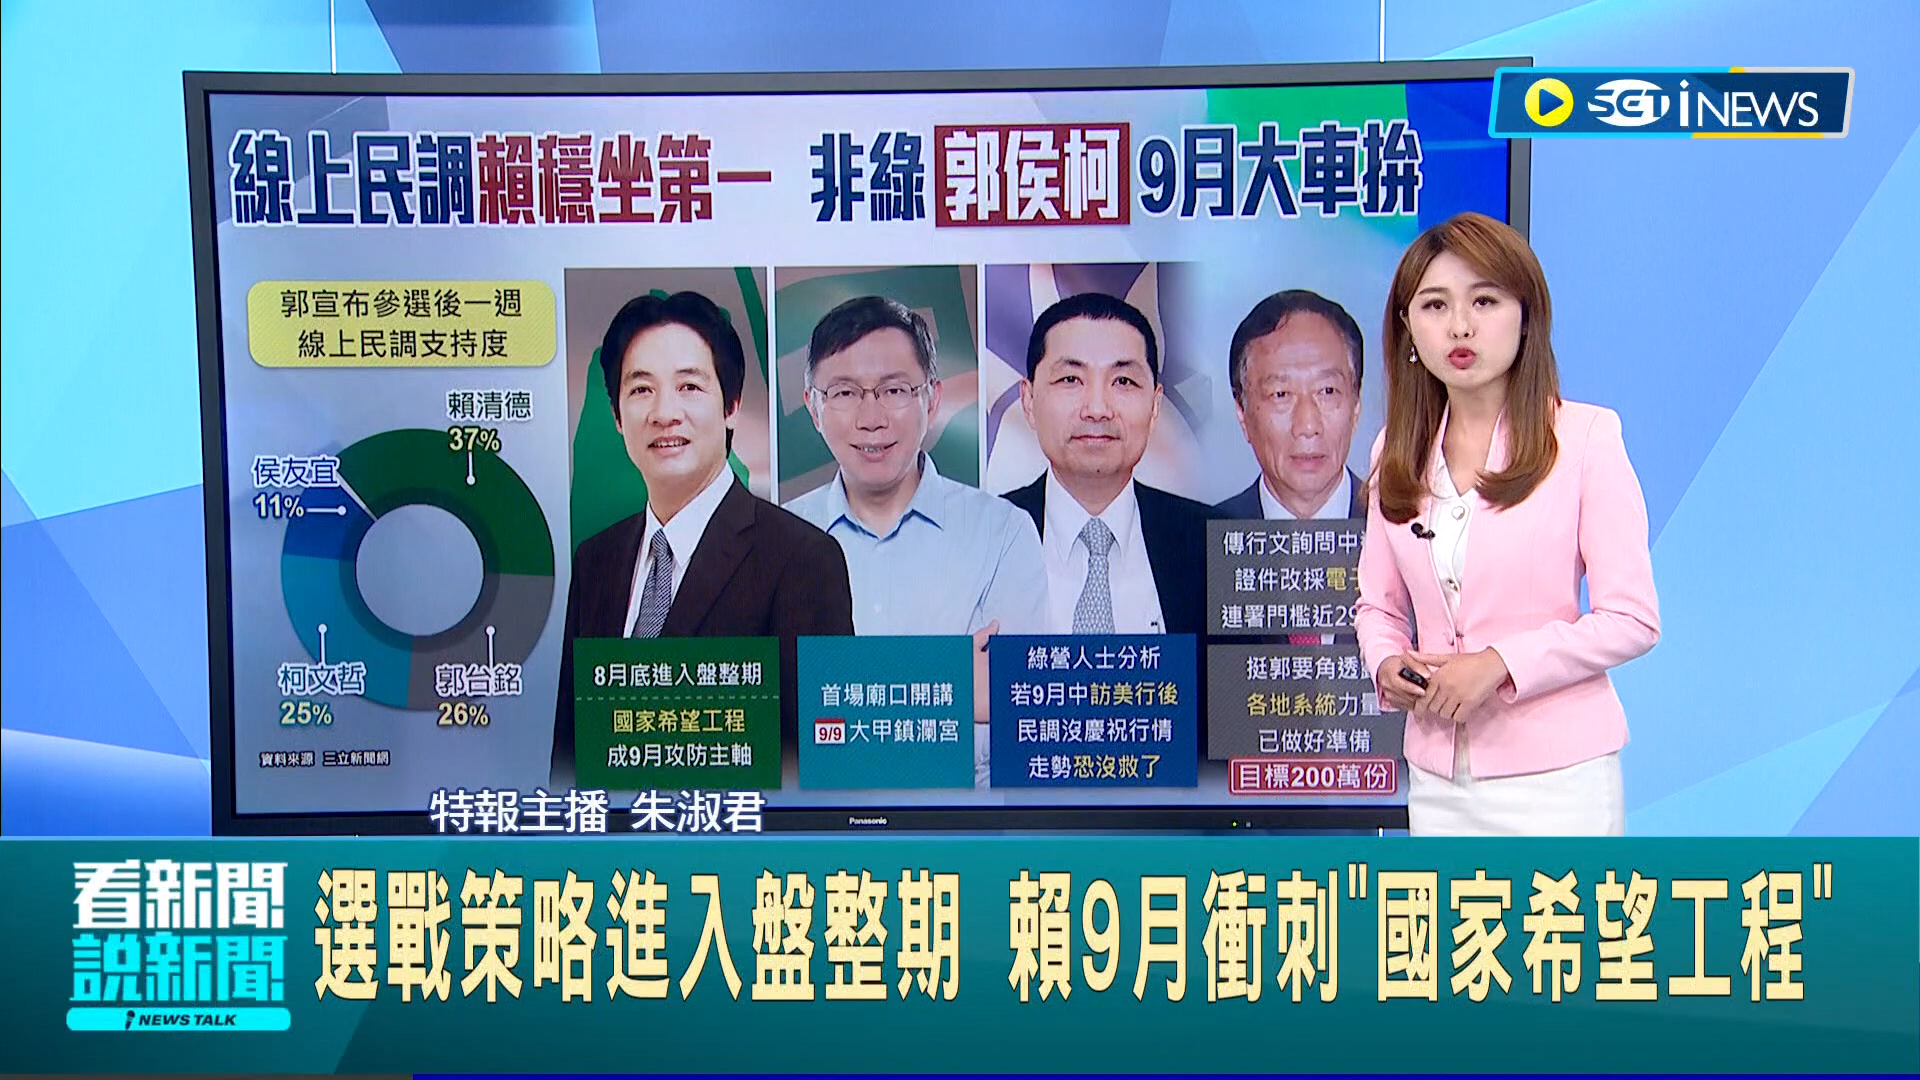 SET iNEWS
線上民調賴穩坐第一 非綠郭侯柯9月大車拚
郭宣布參選後一週
線上民調支持度
賴清德
37%
侯友宜
11%
柯文哲
25%
郭台銘
26%
資料來源 三立新聞網
8月底進入盤整期
國家希望工程
成9月攻防主軸
首場廟口開講
9/9 大甲鎮瀾宮
綠營人士分析
若9月中訪美行後
民調沒慶祝行情
走勢恐沒救了
傳行文詢問中
證件改採電子
連署門檻近29
挺郭要角透
各地系統力量
已做好準備
目標200萬份
Panasonic
特報主播 朱淑君
看新聞
說新聞
iNEWS TALK
選戰策略進入盤整期 賴9月衝刺"國家希望工程"